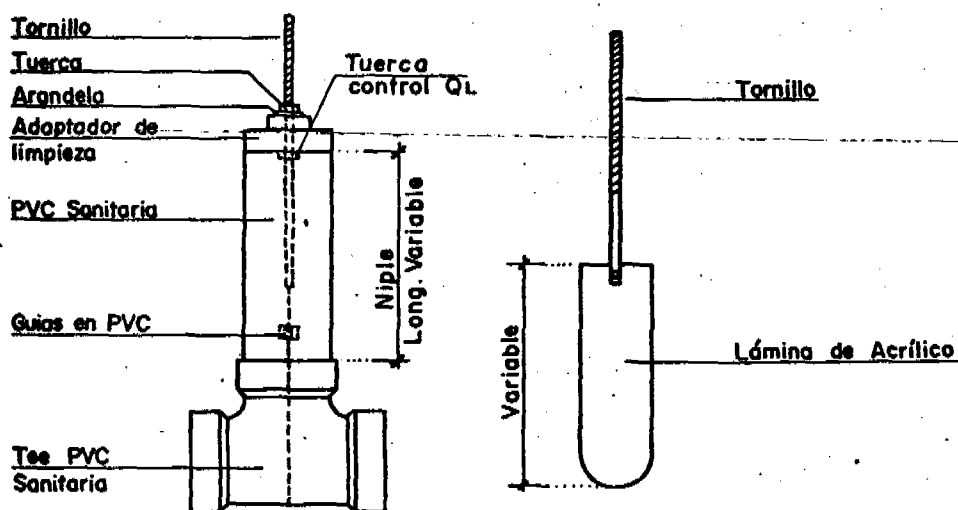 Tornillo
Tuerca
Arandela
Adaptador de
limpieza
PVC Sanitaria
Guias en PVC
Tee PVC
Sanitaria
Tuerca
control QL
Niple
Long. Variable
Tornillo
Variable
Lámina de Acrílico